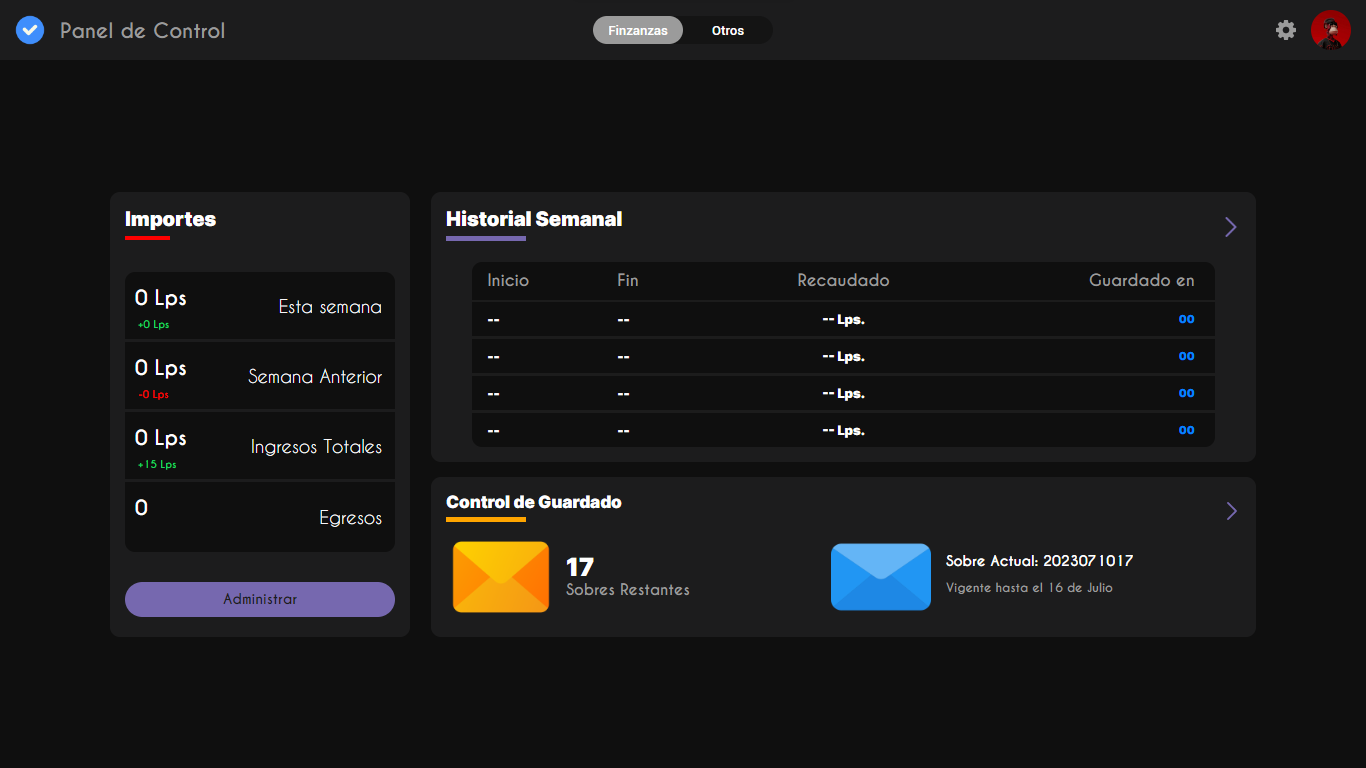 Panel de Control
Finzanzas
Otros
Importes
0 Lps
+0 Lps
Esta semana
0 Lps
-0 Lps
Semana Anterior
0 Lps
+15 Lps
Ingresos Totales
0
Egresos
Administrar
Historial Semanal
Inicio Fin Recaudado Guardado en
-- -- -- Lps. 00
-- -- -- Lps. 00
-- -- -- Lps. 00
-- -- -- Lps. 00
Control de Guardado
17
Sobres Restantes
Sobre Actual: 2023071017
Vigente hasta el 16 de Julio